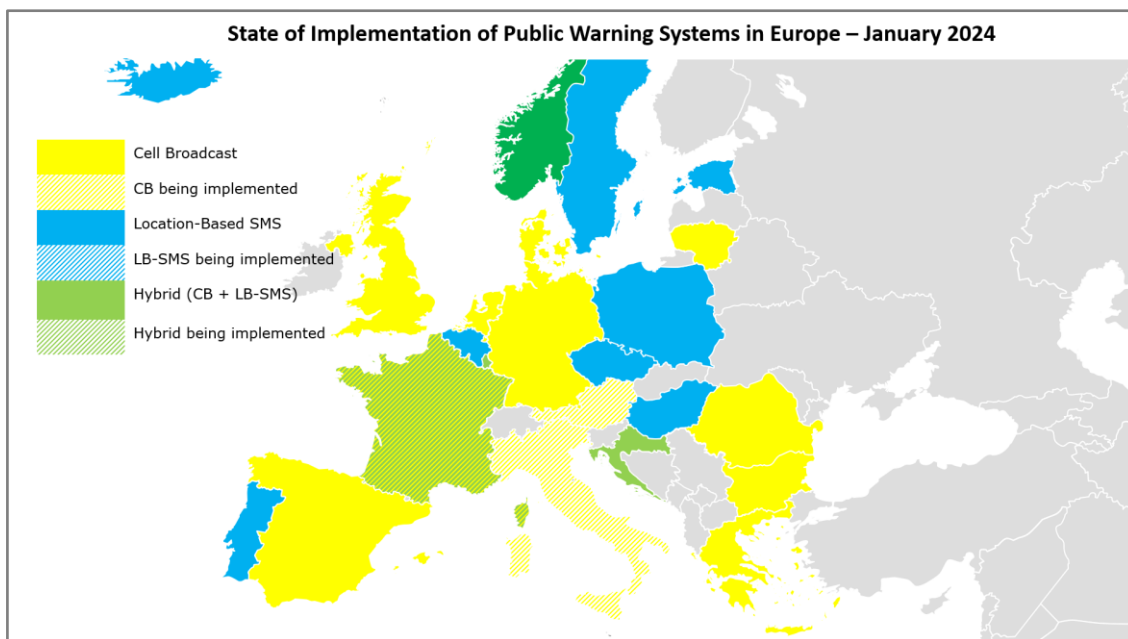 State of Implementation of Public Warning Systems in Europe – January 2024
Cell Broadcast
CB being implemented
Location-Based SMS
LB-SMS being implemented
Hybrid (CB + LB-SMS)
Hybrid being implemented